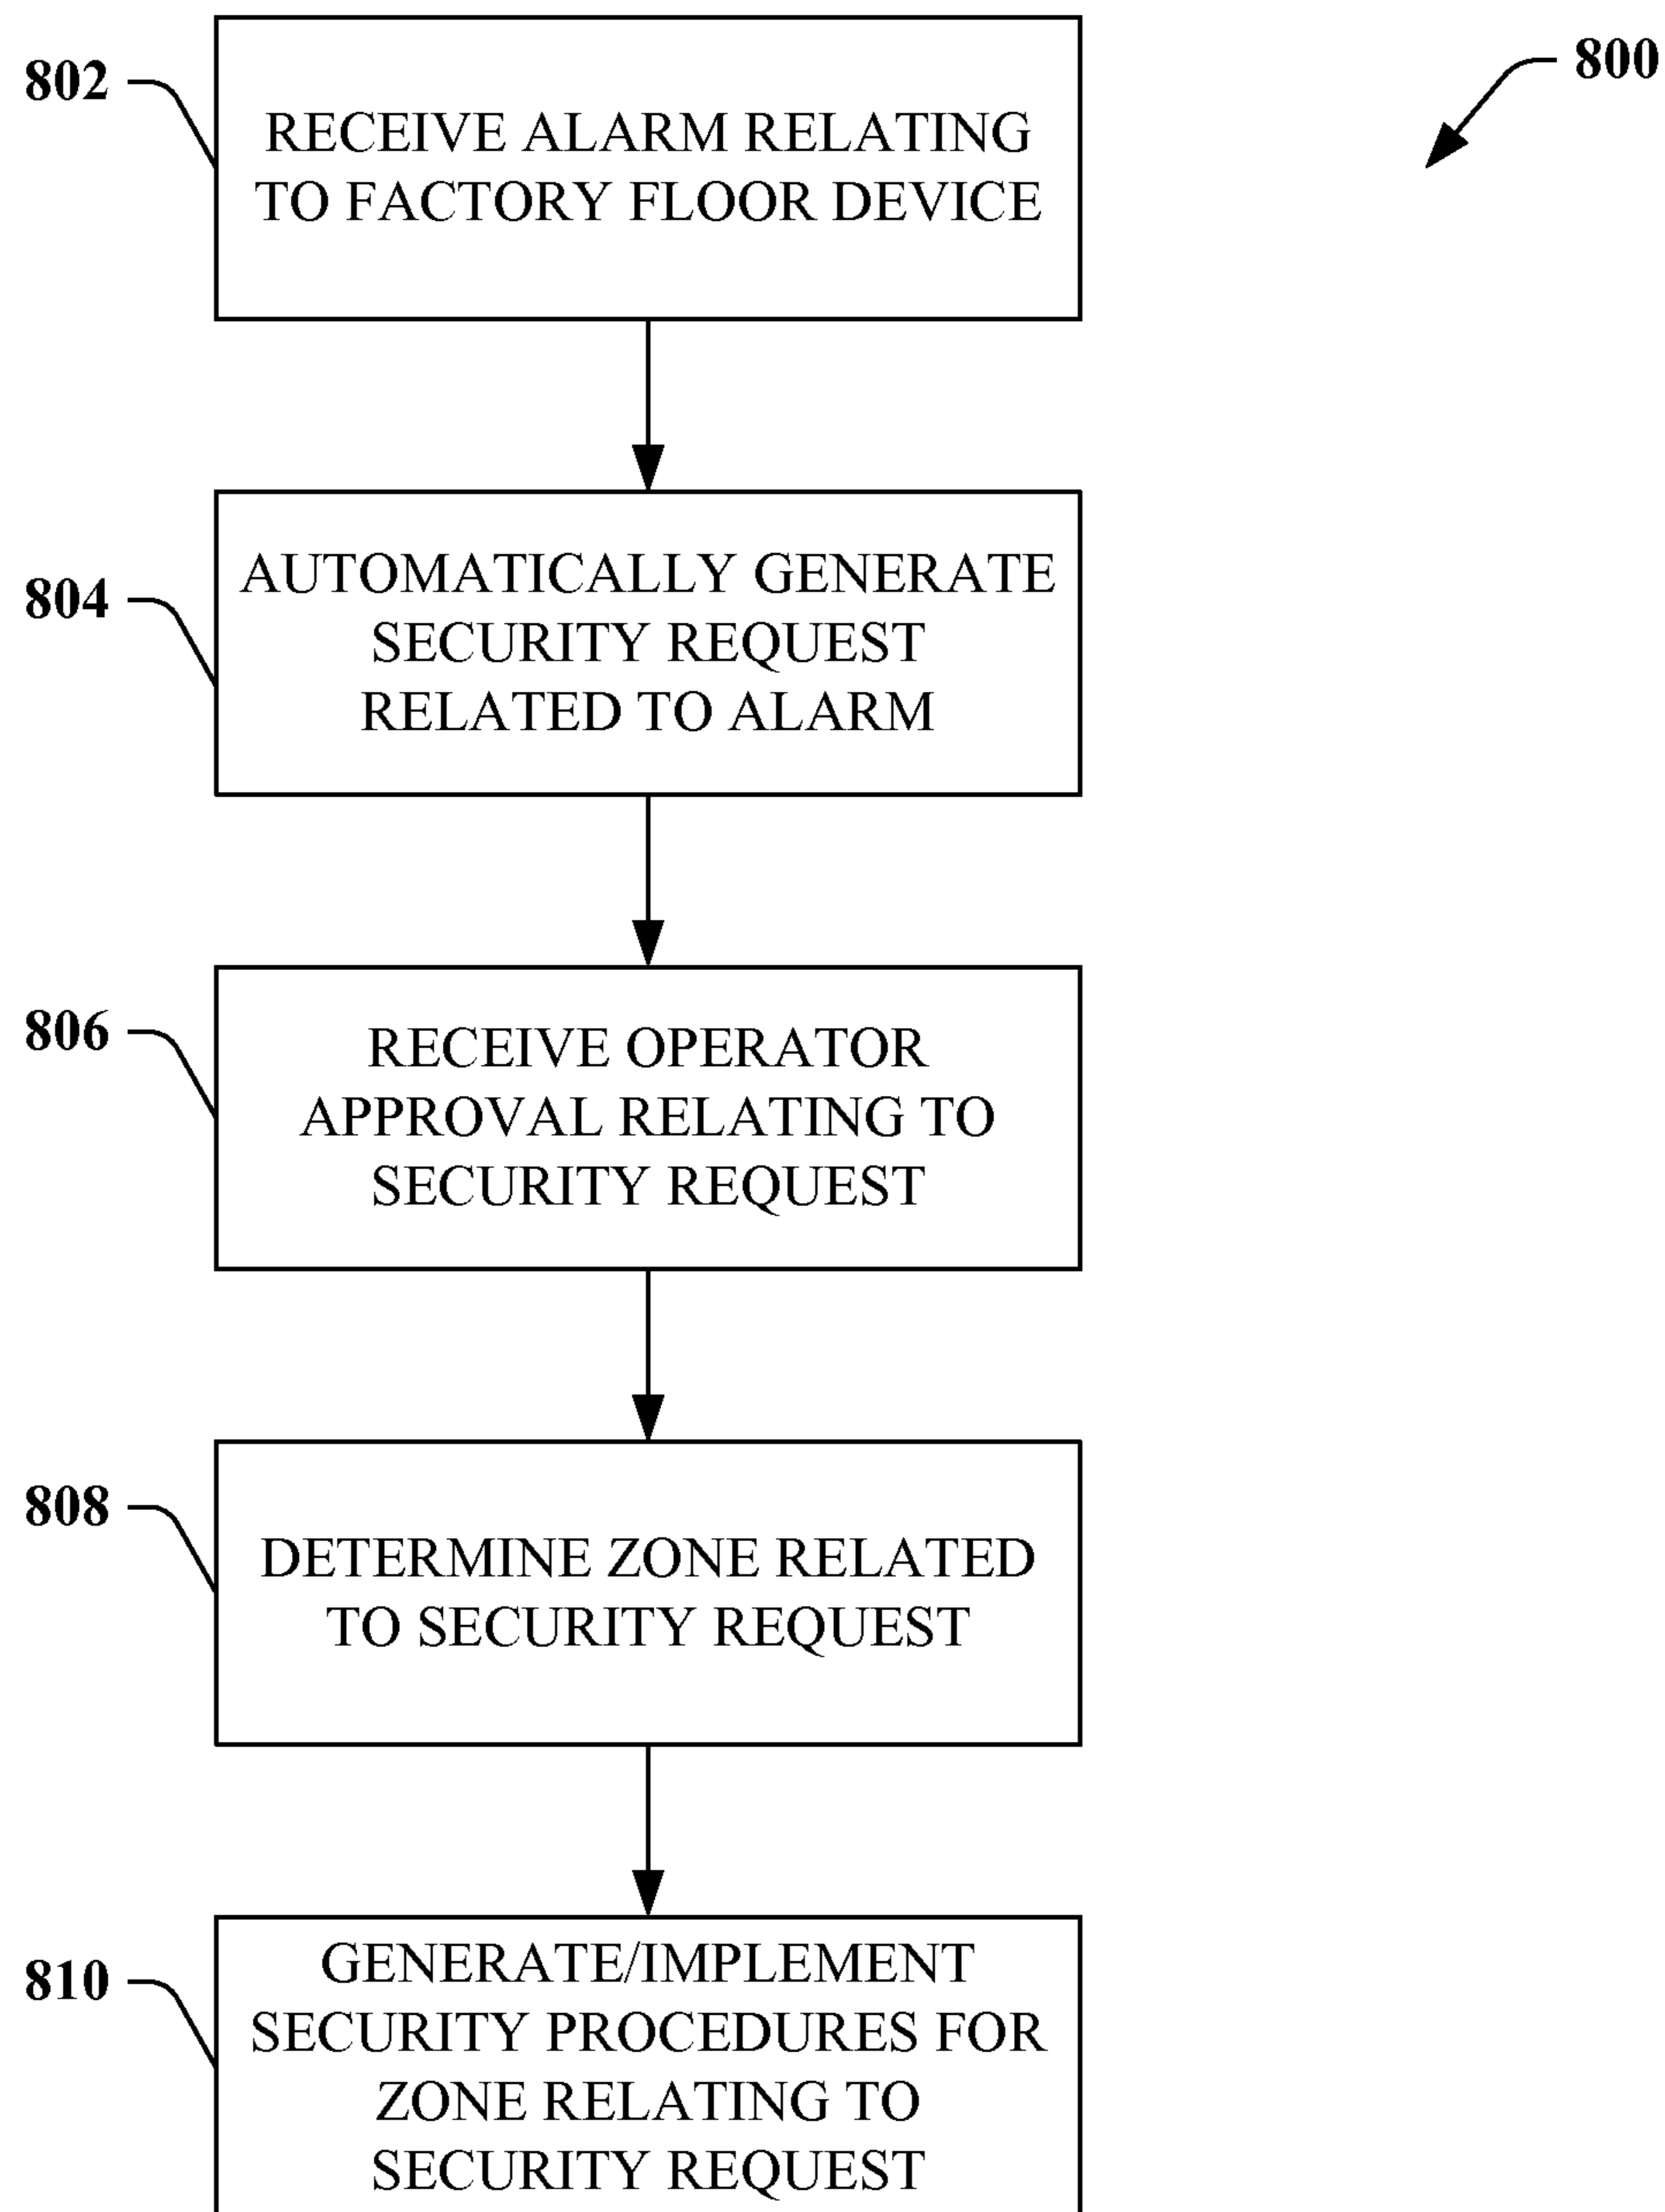 800
802
RECEIVE ALARM RELATING
TO FACTORY FLOOR DEVICE
804
AUTOMATICALLY GENERATE
SECURITY REQUEST
RELATED TO ALARM
806
RECEIVE OPERATOR
APPROVAL RELATING TO
SECURITY REQUEST
808
DETERMINE ZONE RELATED
TO SECURITY REQUEST
810
GENERATE/IMPLEMENT
SECURITY PROCEDURES FOR
ZONE RELATING TO
SECURITY REQUEST